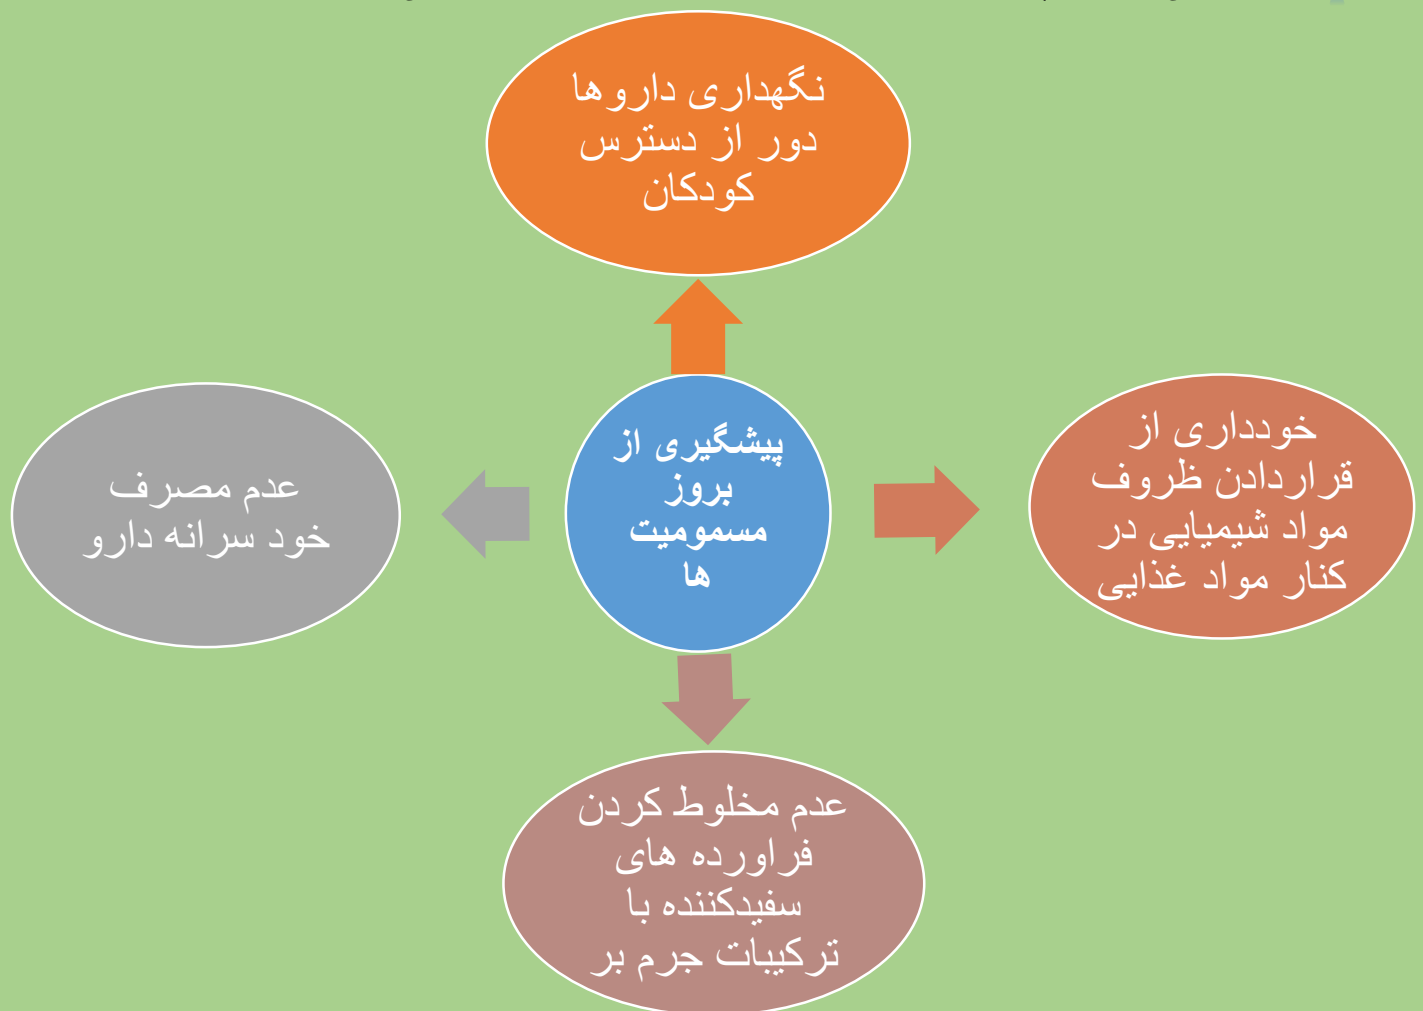 نگهداری داروها
دور از دسترس
کودکان
خودداری از
قراردادن ظروف
مواد شیمیایی در
کنار مواد غذایی
پیشگیری از
بروز
مسمومیت
ها
عدم مصرف
خود سرانه دارو
عدم مخلوط کردن
فراورده های
سفیدکننده با
ترکیبات جرم بر